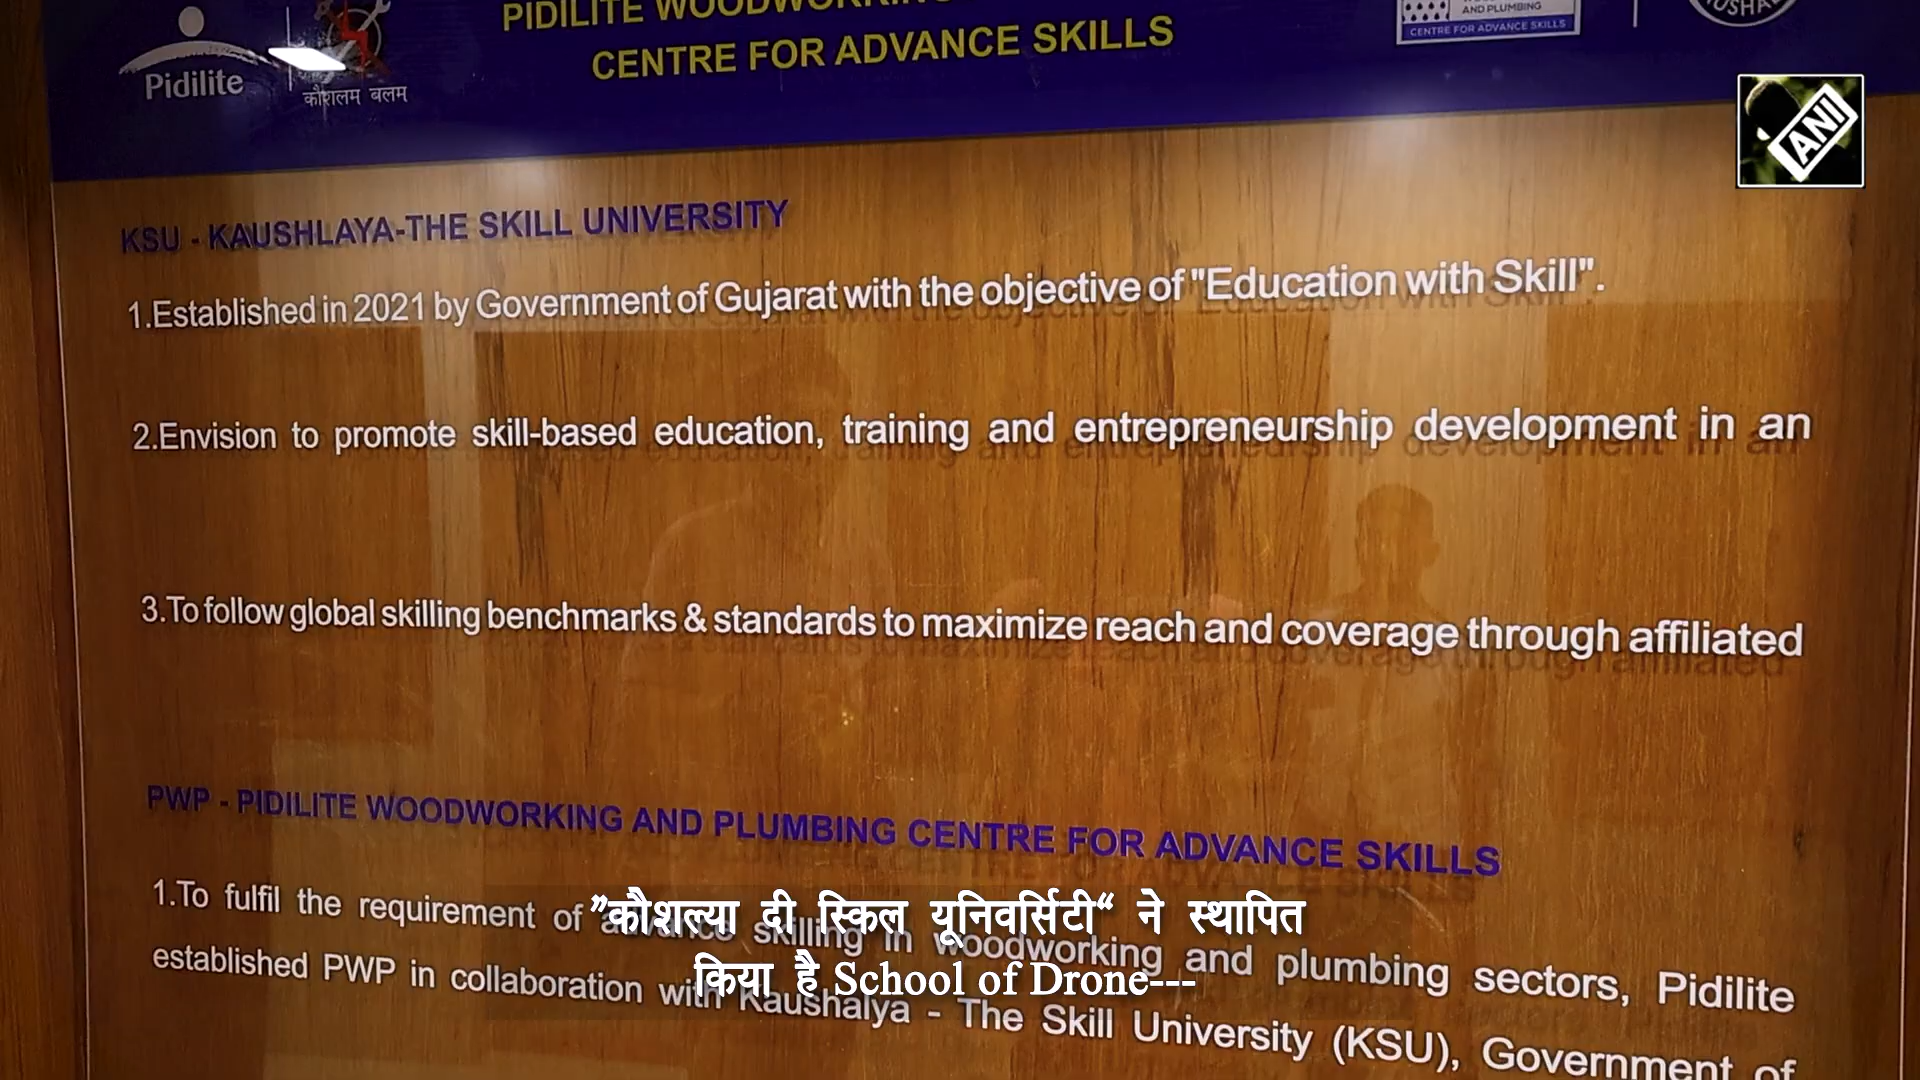 PIDILITE WOODWORKING
CENTRE FOR ADVANCE SKILLS
Pidilite
कौशलम बलम्
AND PLUMBING
CENTRE FOR ADVANCE SKILLS
ANI
KSU - KAUSHLAYA-THE SKILL UNIVERSITY
1.Established in 2021 by Government of Gujarat with the objective of "Education with Skill".
2.Envision to promote skill-based education, training and entrepreneurship development in an
3.To follow global skilling benchmarks & standards to maximize reach and coverage through affiliated
PWP - PIDILITE WOODWORKING AND PLUMBING CENTRE FOR ADVANCE SKILLS
1.To fulfil the requirement of advance skilling in woodworking and plumbing sectors, Pidilite
established PWP in collaboration with Kaushalya - The Skill University (KSU), Government of
”कौशल्या दी स्किल यूनिवर्सिटी“ ने स्थापित
किया है School of Drone---